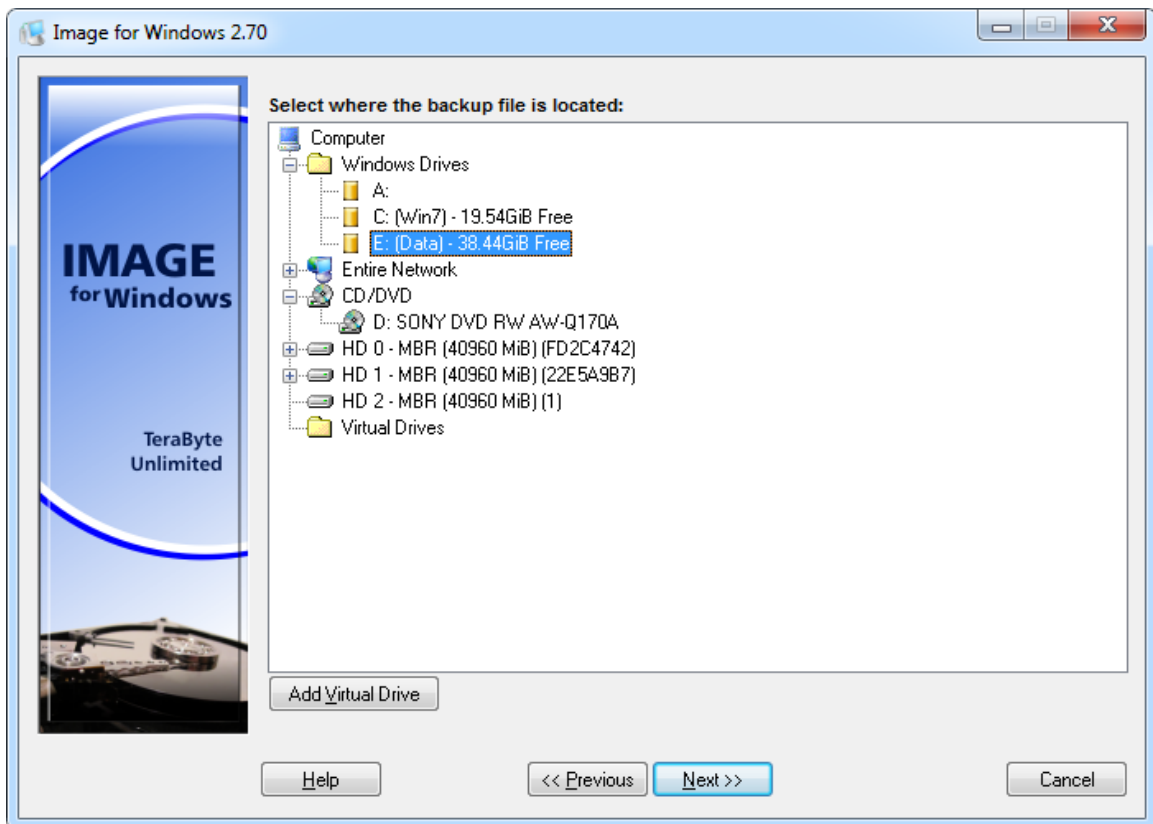 Image for Windows 2.70
IMAGE
for Windows
TeraByte
Unlimited
Select where the backup file is located:
Computer
Windows Drives
A:
C: (Win7) - 19.54GiB Free
E: (Data) - 38.44GiB Free
Entire Network
CD/DVD
D: SONY DVD RW AW-Q170A
HD 0 - MBR (40960 MiB) (FD2C4742)
HD 1 - MBR (40960 MiB) (22E5A9B7)
HD 2 - MBR (40960 MiB) (1)
Virtual Drives
Add Virtual Drive
Help
<< Previous
Next >>
Cancel